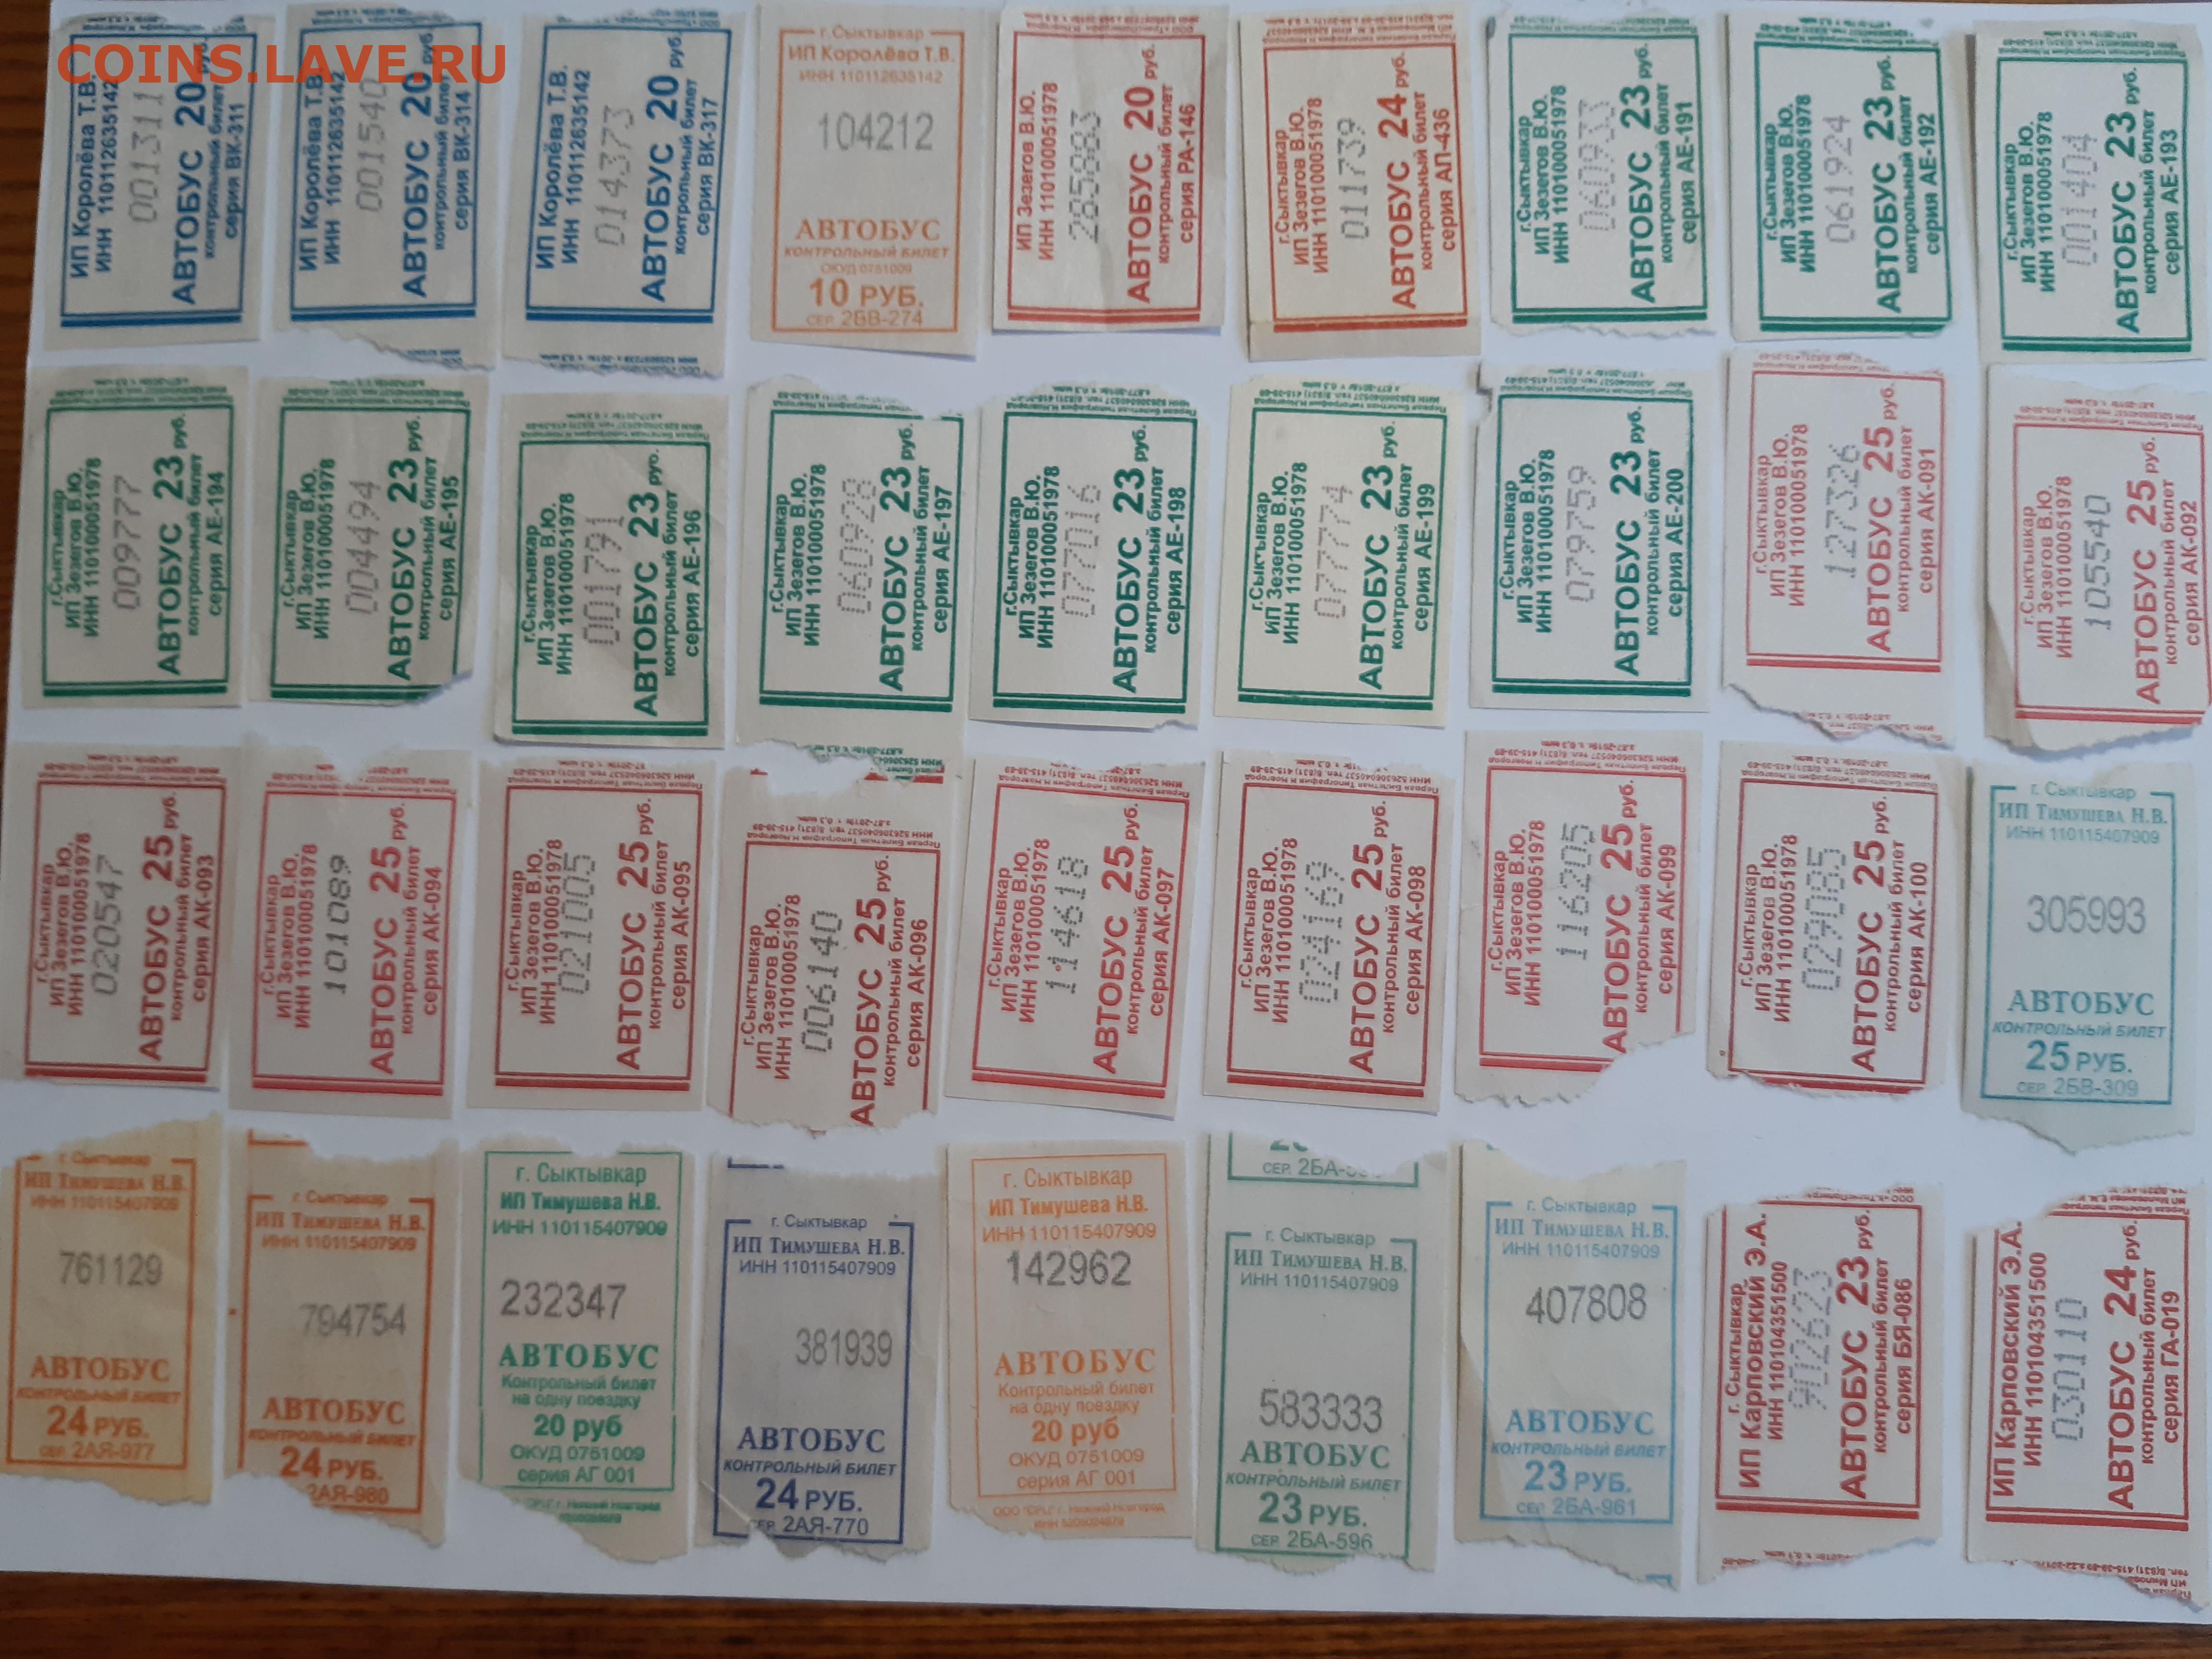 COINS.LAVE.RU
ИП Королёва Т.В.
ИНН 110112635142
001311
АВТОБУС 20 руб.
контрольный билет
серия ВК-311
ИП Королёва Т.В.
ИНН 110112635142
001540
АВТОБУС 20 руб.
контрольный билет
серия ВК-314
ИП Королёва Т.В.
ИНН 110112635142
014373
АВТОБУС 20 руб.
контрольный билет
серия ВК-317
г. Сыктывкар
ИП Королёва Т.В.
ИНН 110112635142
104212
АВТОБУС
КОНТРОЛЬНЫЙ БИЛЕТ
ОКУД 0751009
10 РУБ.
СЕР. 2БВ-274
ИП Зезегов В.Ю.
ИНН 110100051978
285883
АВТОБУС 20 руб.
контрольный билет
серия РА-146
г.Сыктывкар
ИП Зезегов В.Ю.
ИНН 110100051978
011739
АВТОБУС 24 руб.
контрольный билет
серия АП-436
г.Сыктывкар
ИП Зезегов В.Ю.
ИНН 110100051978
060933
АВТОБУС 23 руб.
контрольный билет
серия АЕ-191
г.Сыктывкар
ИП Зезегов В.Ю.
ИНН 110100051978
061924
АВТОБУС 23 руб.
контрольный билет
серия АЕ-192
г.Сыктывкар
ИП Зезегов В.Ю.
ИНН 110100051978
001404
АВТОБУС 23 руб.
контрольный билет
серия АЕ-193
г.Сыктывкар
ИП Зезегов В.Ю.
ИНН 110100051978
009777
АВТОБУС 23 руб.
контрольный билет
серия АЕ-194
г.Сыктывкар
ИП Зезегов В.Ю.
ИНН 110100051978
004494
АВТОБУС 23 руб.
контрольный билет
серия АЕ-195
г.Сыктывкар
ИП Зезегов В.Ю.
ИНН 110100051978
001791
АВТОБУС 23 руб.
контрольный билет
серия АЕ-196
г.Сыктывкар
ИП Зезегов В.Ю.
ИНН 110100051978
060928
АВТОБУС 23 руб.
контрольный билет
серия АЕ-197
г.Сыктывкар
ИП Зезегов В.Ю.
ИНН 110100051978
077016
АВТОБУС 23 руб.
контрольный билет
серия АЕ-198
г.Сыктывкар
ИП Зезегов В.Ю.
ИНН 110100051978
077774
АВТОБУС 23 руб.
контрольный билет
серия АЕ-199
г.Сыктывкар
ИП Зезегов В.Ю.
ИНН 110100051978
079759
АВТОБУС 23 руб.
контрольный билет
серия АЕ-200
г.Сыктывкар
ИП Зезегов В.Ю.
ИНН 110100051978
127326
АВТОБУС 25 руб.
контрольный билет
серия АК-091
г.Сыктывкар
ИП Зезегов В.Ю.
ИНН 110100051978
105540
АВТОБУС 25 руб.
контрольный билет
серия АК-092
г.Сыктывкар
ИП Зезегов В.Ю.
ИНН 110100051978
020547
АВТОБУС 25 руб.
контрольный билет
серия АК-093
г.Сыктывкар
ИП Зезегов В.Ю.
ИНН 110100051978
101089
АВТОБУС 25 руб.
контрольный билет
серия АК-094
г.Сыктывкар
ИП Зезегов В.Ю.
ИНН 110100051978
021005
АВТОБУС 25 руб.
контрольный билет
серия АК-095
г.Сыктывкар
ИП Зезегов В.Ю.
ИНН 110100051978
006140
АВТОБУС 25 руб.
контрольный билет
серия АК-096
г.Сыктывкар
ИП Зезегов В.Ю.
ИНН 110100051978
114618
АВТОБУС 25 руб.
контрольный билет
серия АК-097
г.Сыктывкар
ИП Зезегов В.Ю.
ИНН 110100051978
024169
АВТОБУС 25 руб.
контрольный билет
серия АК-098
г.Сыктывкар
ИП Зезегов В.Ю.
ИНН 110100051978
116205
АВТОБУС 25 руб.
контрольный билет
серия АК-099
г.Сыктывкар
ИП Зезегов В.Ю.
ИНН 110100051978
029085
АВТОБУС 25 руб.
контрольный билет
серия АК-100
г. Сыктывкар
ИП ТИМУШЕВА Н.В.
ИНН 110115407909
305993
АВТОБУС
КОНТРОЛЬНЫЙ БИЛЕТ
25 РУБ.
СЕР. 2БВ-309
г. Сыктывкар
ИП ТИМУШЕВА Н.В.
ИНН 110115407909
761129
АВТОБУС
КОНТРОЛЬНЫЙ БИЛЕТ
24 РУБ.
СЕР. 2АЯ-977
г. Сыктывкар
ИП ТИМУШЕВА Н.В.
ИНН 110115407909
794754
АВТОБУС
КОНТРОЛЬНЫЙ БИЛЕТ
24 РУБ.
2АЯ-980
г. Сыктывкар
ИП Тимушева Н.В.
ИНН 110115407909
232347
АВТОБУС
Контрольный билет
на одну поездку
20 руб
ОКУД 0751009
серия АГ 001
г. Сыктывкар
ИП ТИМУШЕВА Н.В.
ИНН 110115407909
381939
АВТОБУС
КОНТРОЛЬНЫЙ БИЛЕТ
24 РУБ.
СЕР. 2АЯ-770
г. Сыктывкар
ИП Тимушева Н.В.
ИНН 110115407909
142962
АВТОБУС
Контрольный билет
на одну поездку
20 руб
ОКУД 0751009
серия АГ 001
СЕР. 2БА-
г. Сыктывкар
ИП ТИМУШЕВА Н.В.
ИНН 110115407909
583333
АВТОБУС
КОНТРОЛЬНЫЙ БИЛЕТ
23 РУБ.
СЕР. 2БА-596
г. Сыктывкар
ИП ТИМУШЕВА Н.В.
ИНН 110115407909
407808
АВТОБУС
КОНТРОЛЬНЫЙ БИЛЕТ
23 РУБ.
СЕР. 2БА-961
г.Сыктывкар
ИП Карповский Э.А.
ИНН 110104351500
902623
АВТОБУС 23 руб.
контрольный билет
серия БЯ-086
ИП Карповский Э.А.
ИНН 110104351500
030110
АВТОБУС 24 руб.
контрольный билет
серия ГА-019